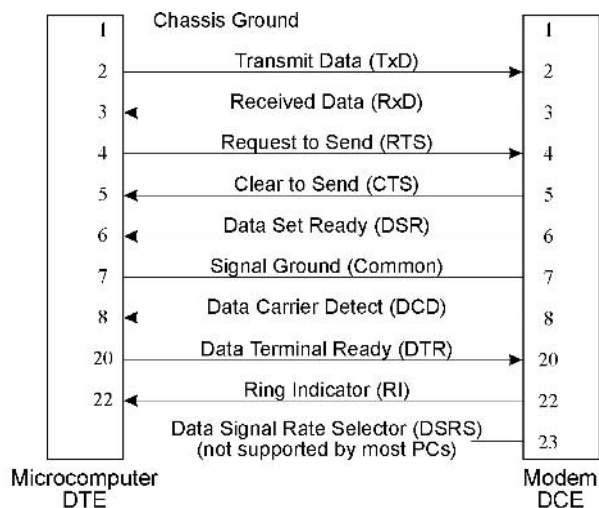 1 Chassis Ground 1
2 Transmit Data (TxD) 2
3 Received Data (RxD) 3
4 Request to Send (RTS) 4
5 Clear to Send (CTS) 5
6 Data Set Ready (DSR) 6
7 Signal Ground (Common) 7
8 Data Carrier Detect (DCD) 8
20 Data Terminal Ready (DTR) 20
22 Ring Indicator (RI) 22
Data Signal Rate Selector (DSRS) 23
(not supported by most PCs)
Microcomputer Modem
DTE DCE